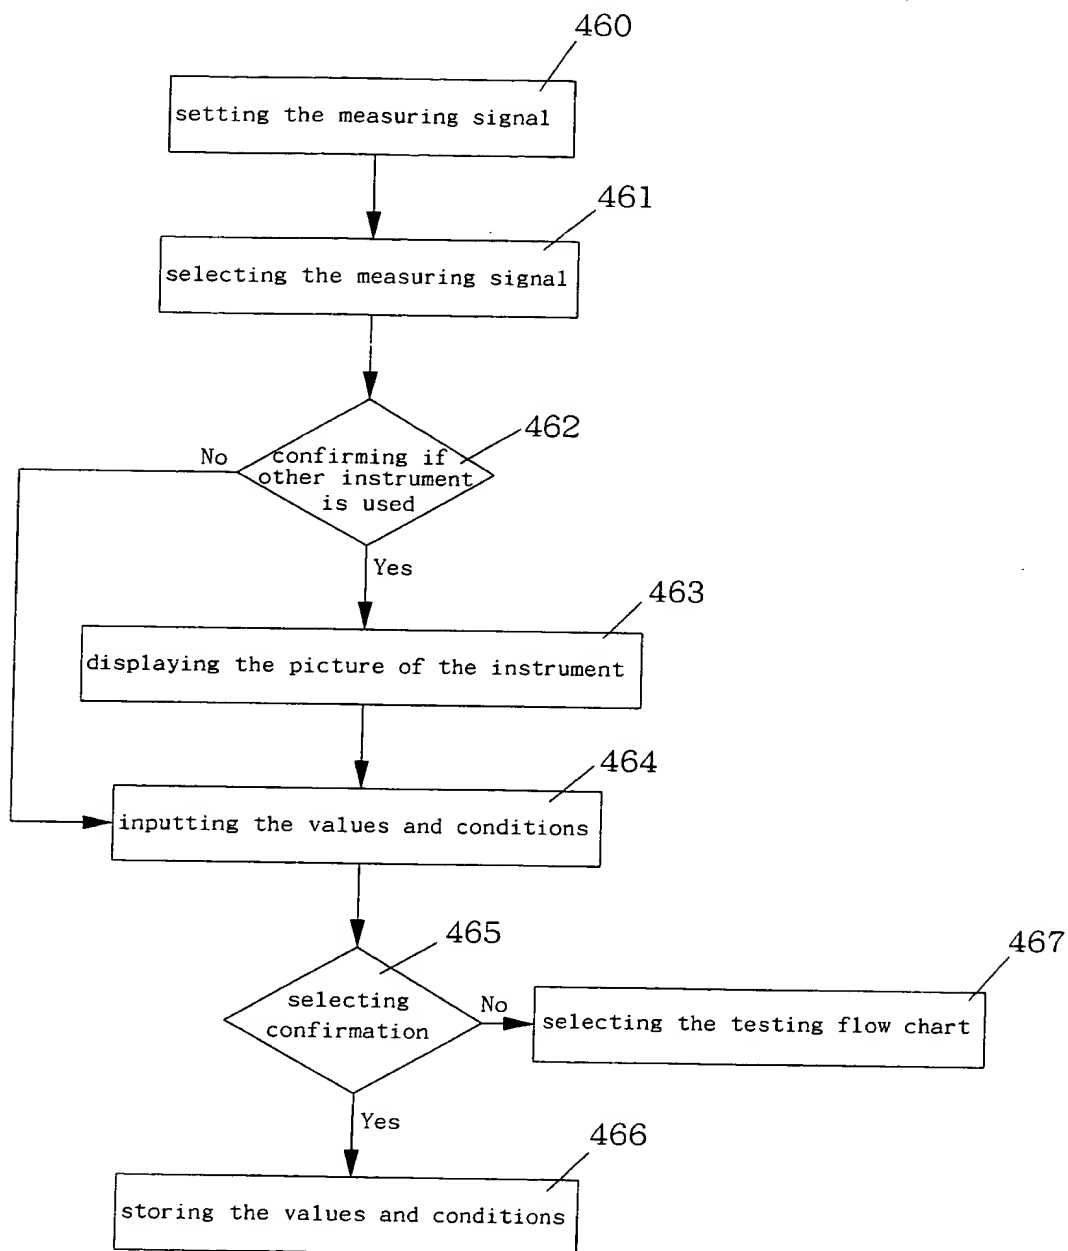 460
setting the measuring signal
461
selecting the measuring signal
462
No
confirming if
other instrument
is used
Yes
463
displaying the picture of the instrument
464
inputting the values and conditions
465
467
selecting
confirmation
No
selecting the testing flow chart
Yes
466
storing the values and conditions